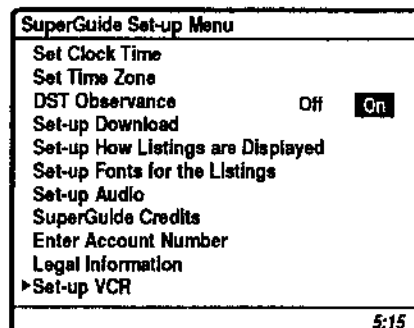 SuperGuide Set-up Menu
Set Clock Time
Set Time Zone
DST Observance Off On
Set-up Download
Set-up How Listings are Displayed
Set-up Fonts for the Listings
Set-up Audio
SuperGuide Credits
Enter Account Number
Legal Information
▶Set-up VCR
5:15